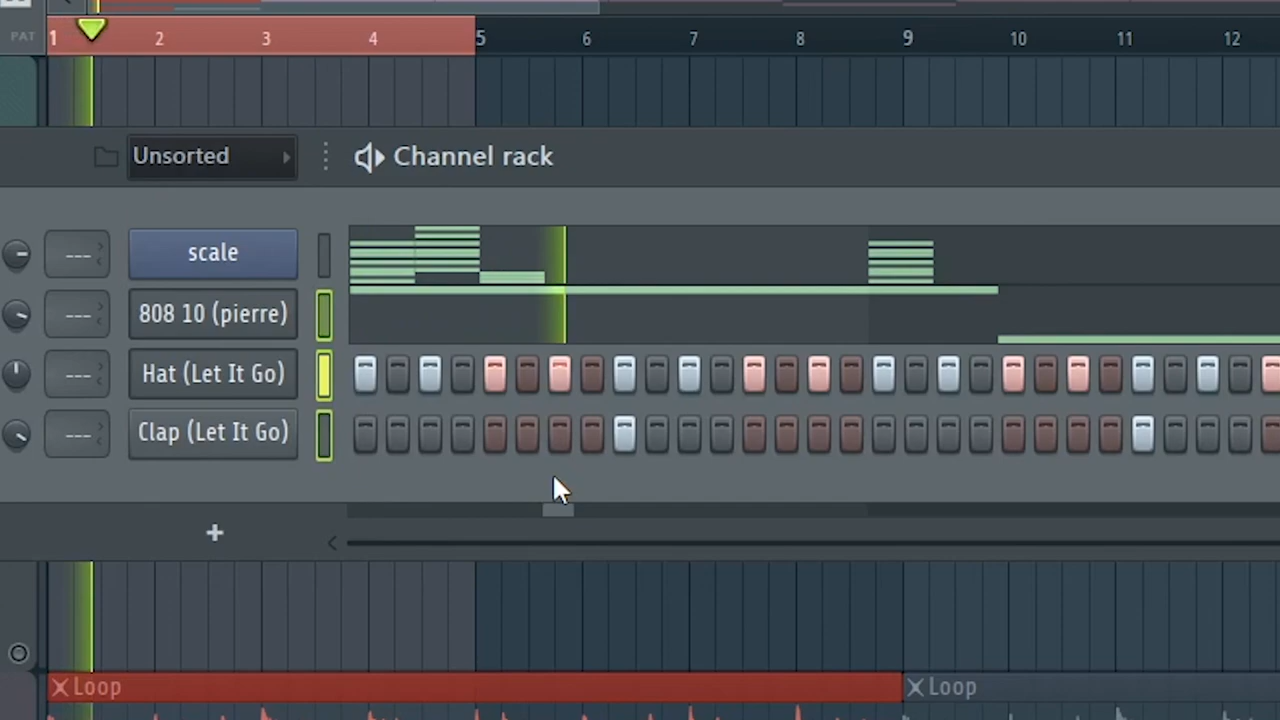 PAT 1 2 3 4 5 6 7 8 9 10 11 12
Unsorted Channel rack
--- scale
--- 808 10 (pierre)
--- Hat (Let It Go)
--- Clap (Let It Go)
+
Loop Loop